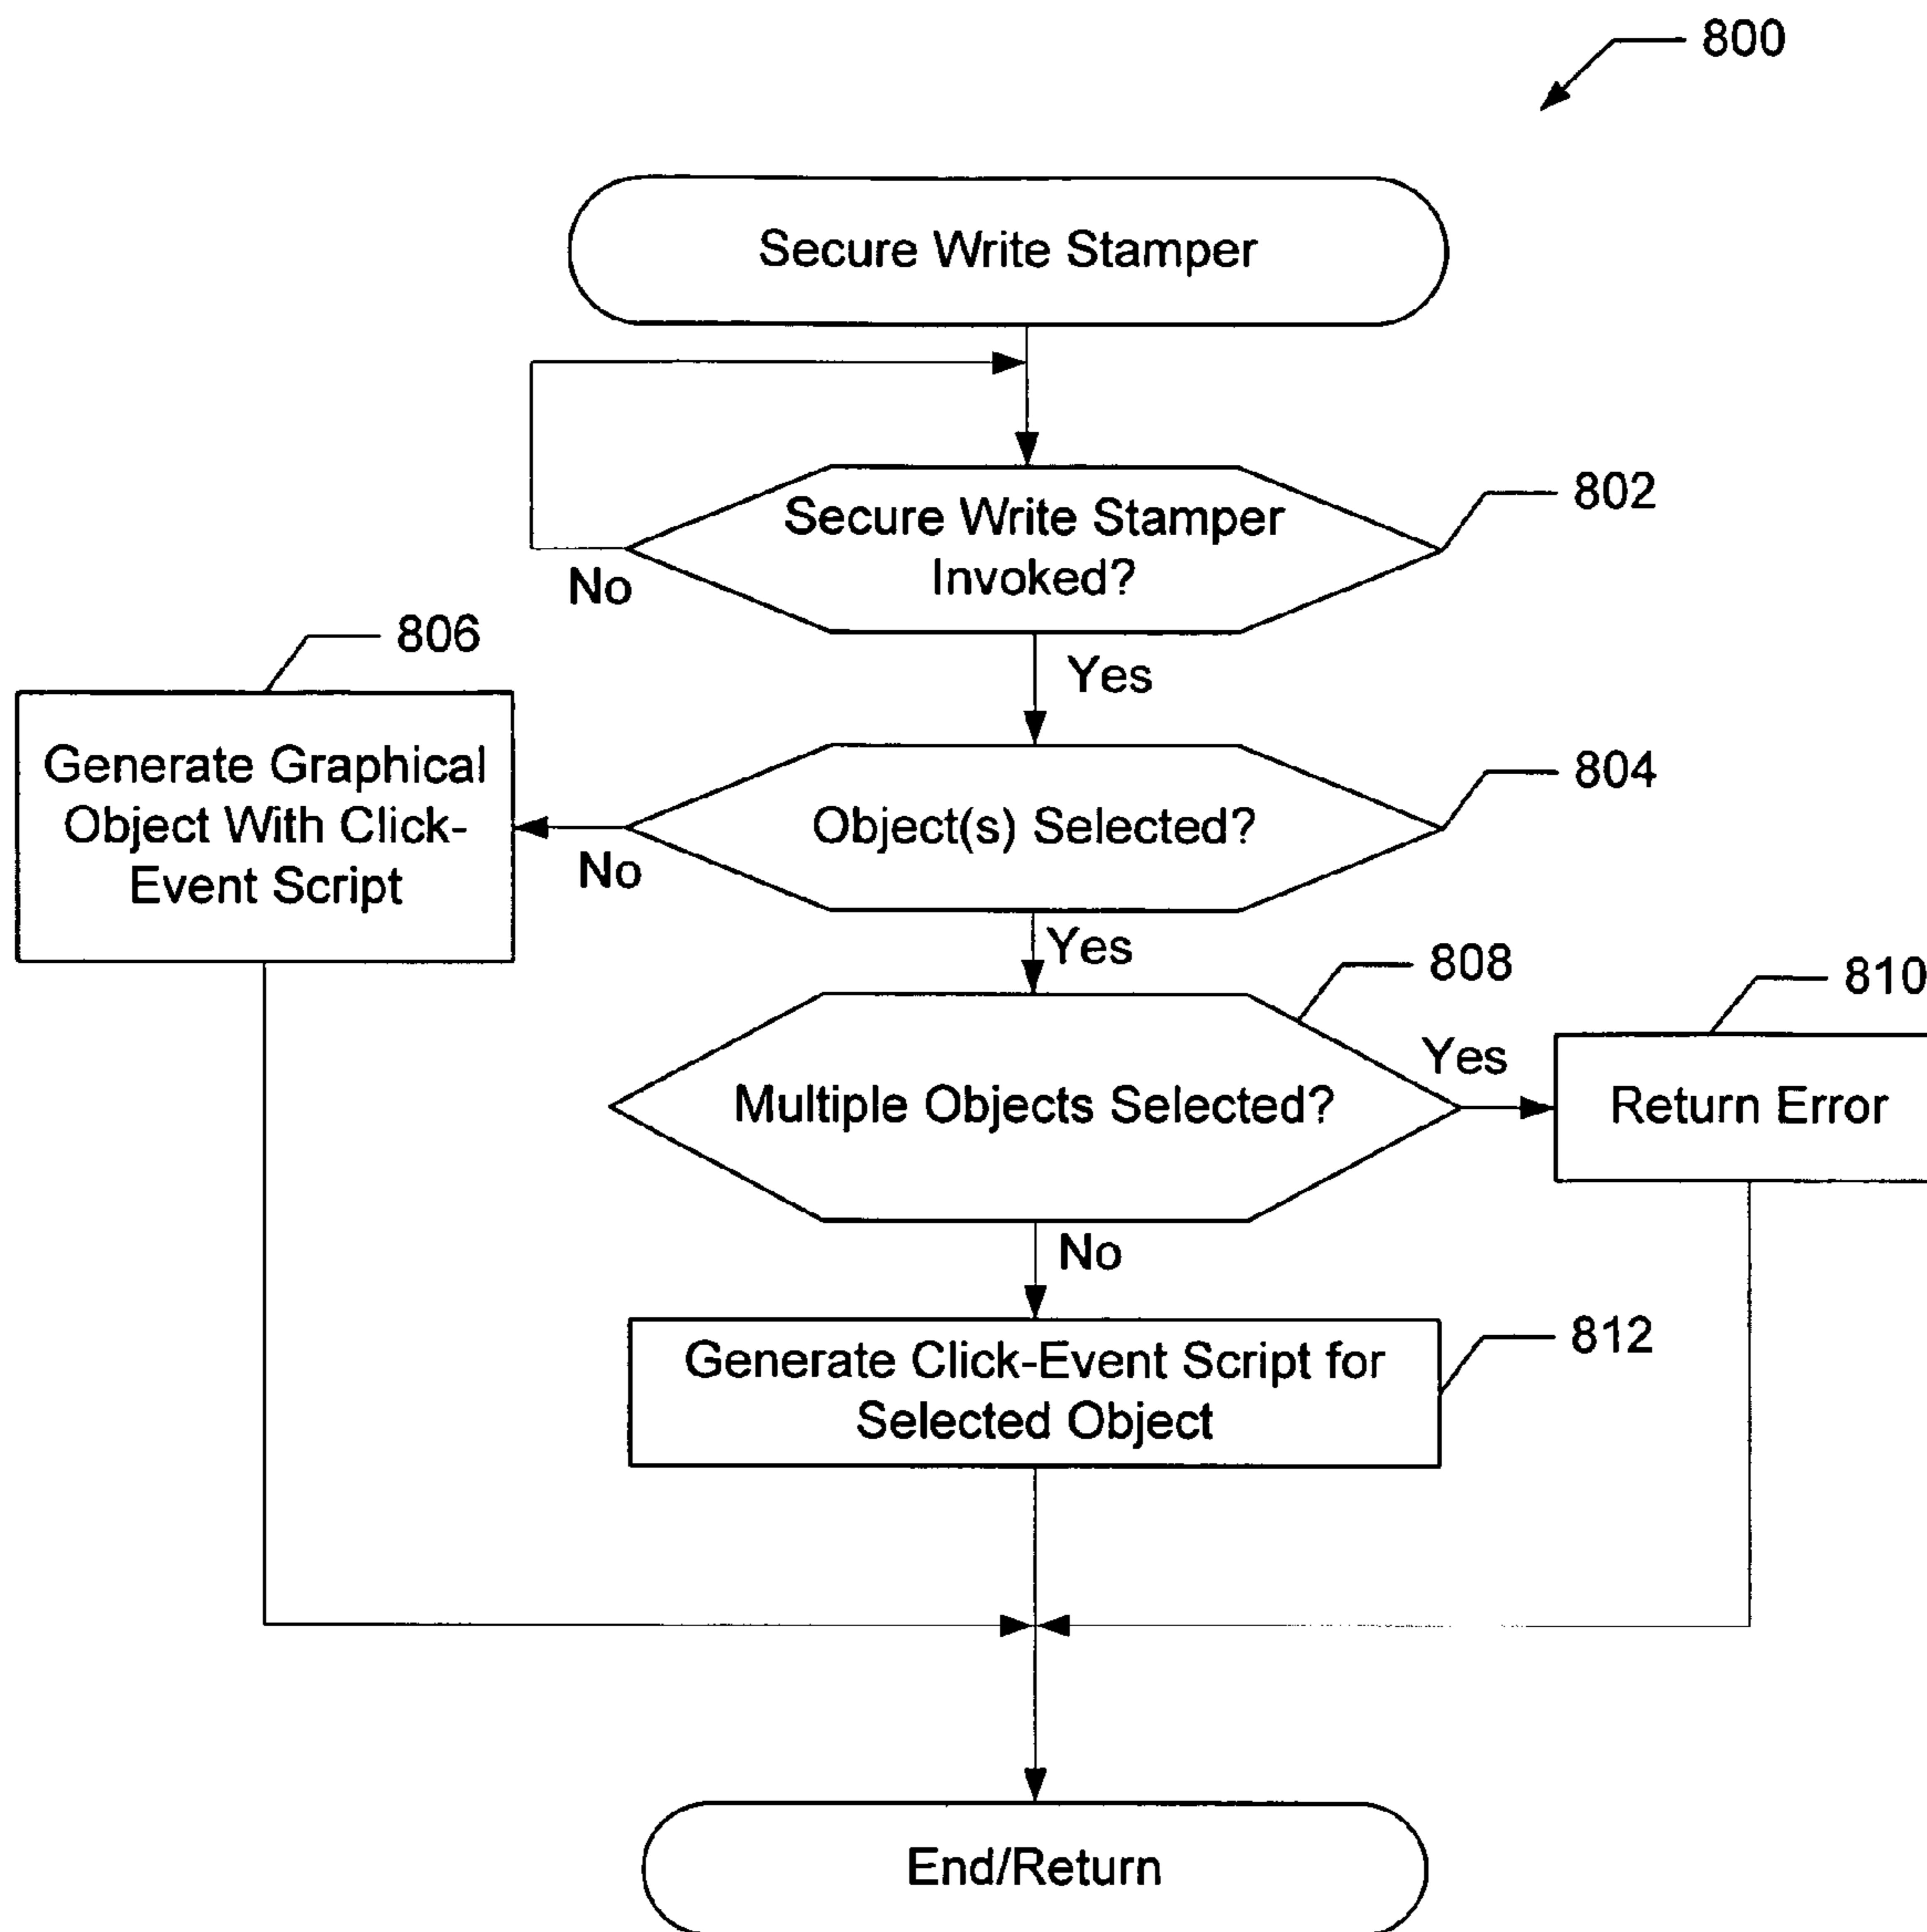 800
Secure Write Stamper
802
Secure Write Stamper
Invoked?
No
Yes
806
Generate Graphical
Object With Click-
Event Script
804
Object(s) Selected?
No
Yes
808
Multiple Objects Selected?
Yes
810
Return Error
No
812
Generate Click-Event Script for
Selected Object
End/Return